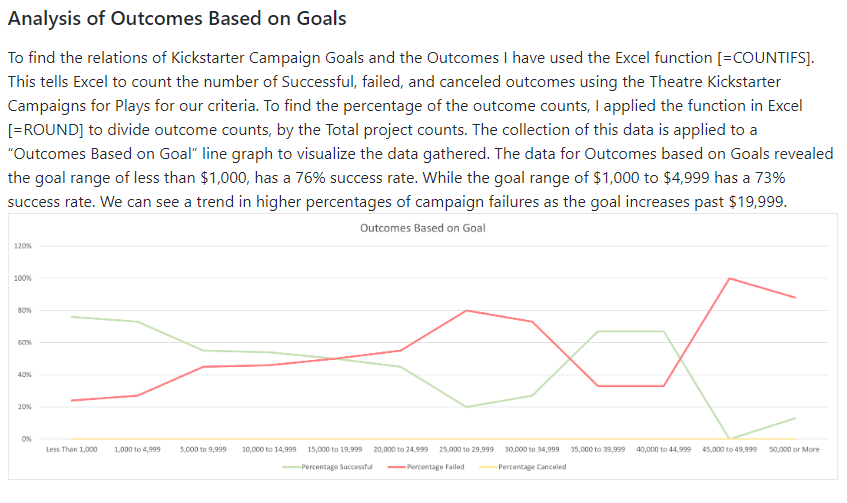 Analysis of Outcomes Based on Goals
To find the relations of Kickstarter Campaign Goals and the Outcomes I have used the Excel function [=COUNTIFS].
This tells Excel to count the number of Successful, failed, and canceled outcomes using the Theatre Kickstarter
Campaigns for Plays for our criteria. To find the percentage of the outcome counts, I applied the function in Excel
[=ROUND] to divide outcome counts, by the Total project counts. The collection of this data is applied to a
“Outcomes Based on Goal” line graph to visualize the data gathered. The data for Outcomes based on Goals revealed
the goal range of less than $1,000, has a 76% success rate. While the goal range of $1,000 to $4,999 has a 73%
success rate. We can see a trend in higher percentages of campaign failures as the goal increases past $19,999.
Outcomes Based on Goal
120%
100%
80%
60%
40%
20%
0%
Less Than 1,000 1,000 to 4,999 5,000 to 9,999 10,000 to 14,999 15,000 to 19,999 20,000 to 24,999 25,000 to 29,999 30,000 to 34,999 35,000 to 39,999 40,000 to 44,999 45,000 to 49,999 50,000 or More
Percentage Successful Percentage Failed Percentage Canceled